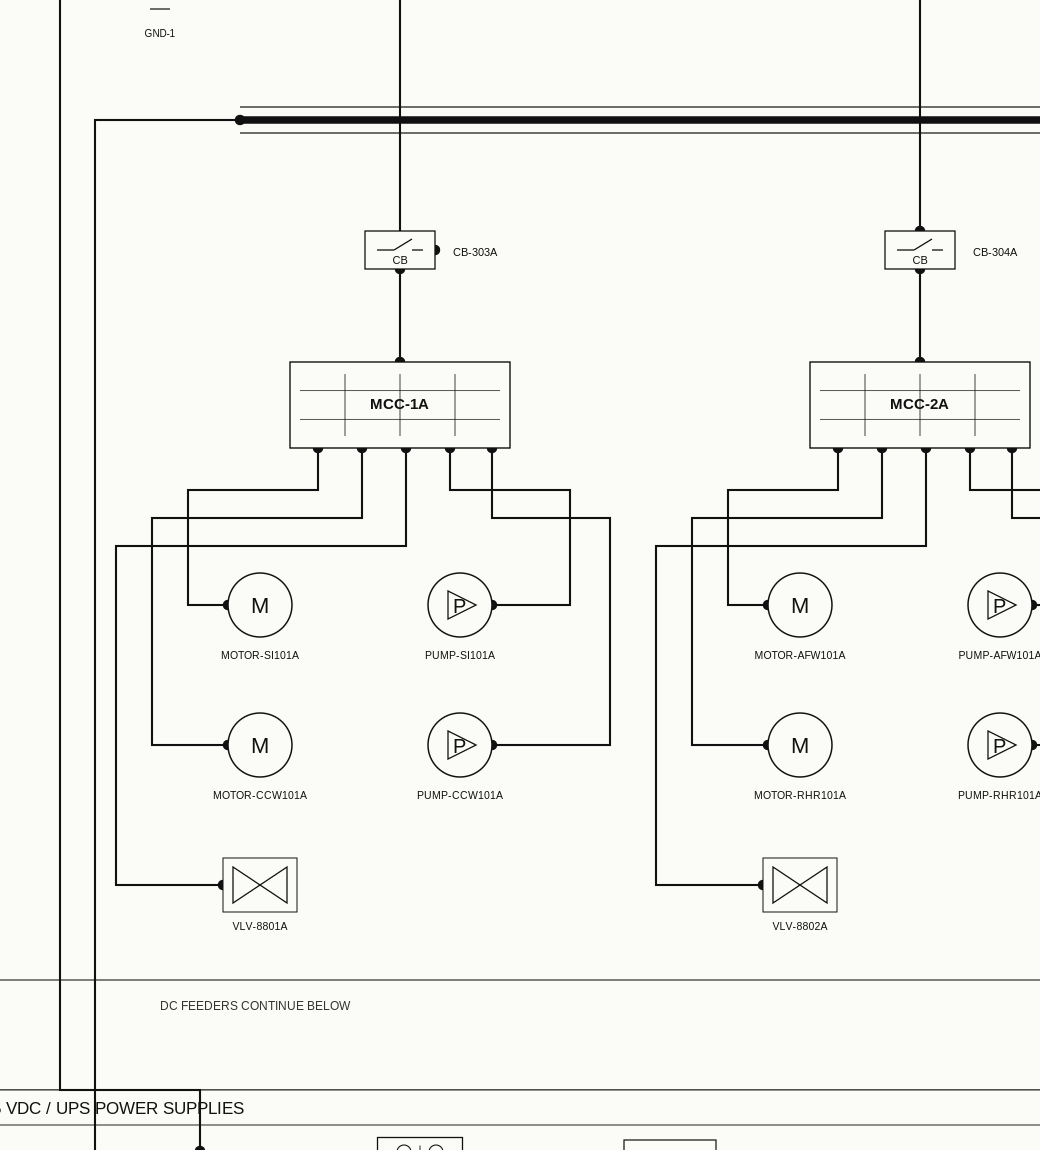 GND-1
CB
CB-303A
CB
CB-304A
MCC-1A
MCC-2A
M
P
M
P
MOTOR-SI101A
PUMP-SI101A
MOTOR-AFW101A
PUMP-AFW101A
M
P
M
P
MOTOR-CCW101A
PUMP-CCW101A
MOTOR-RHR101A
PUMP-RHR101A
VLV-8801A
VLV-8802A
DC FEEDERS CONTINUE BELOW
VDC / UPS POWER SUPPLIES